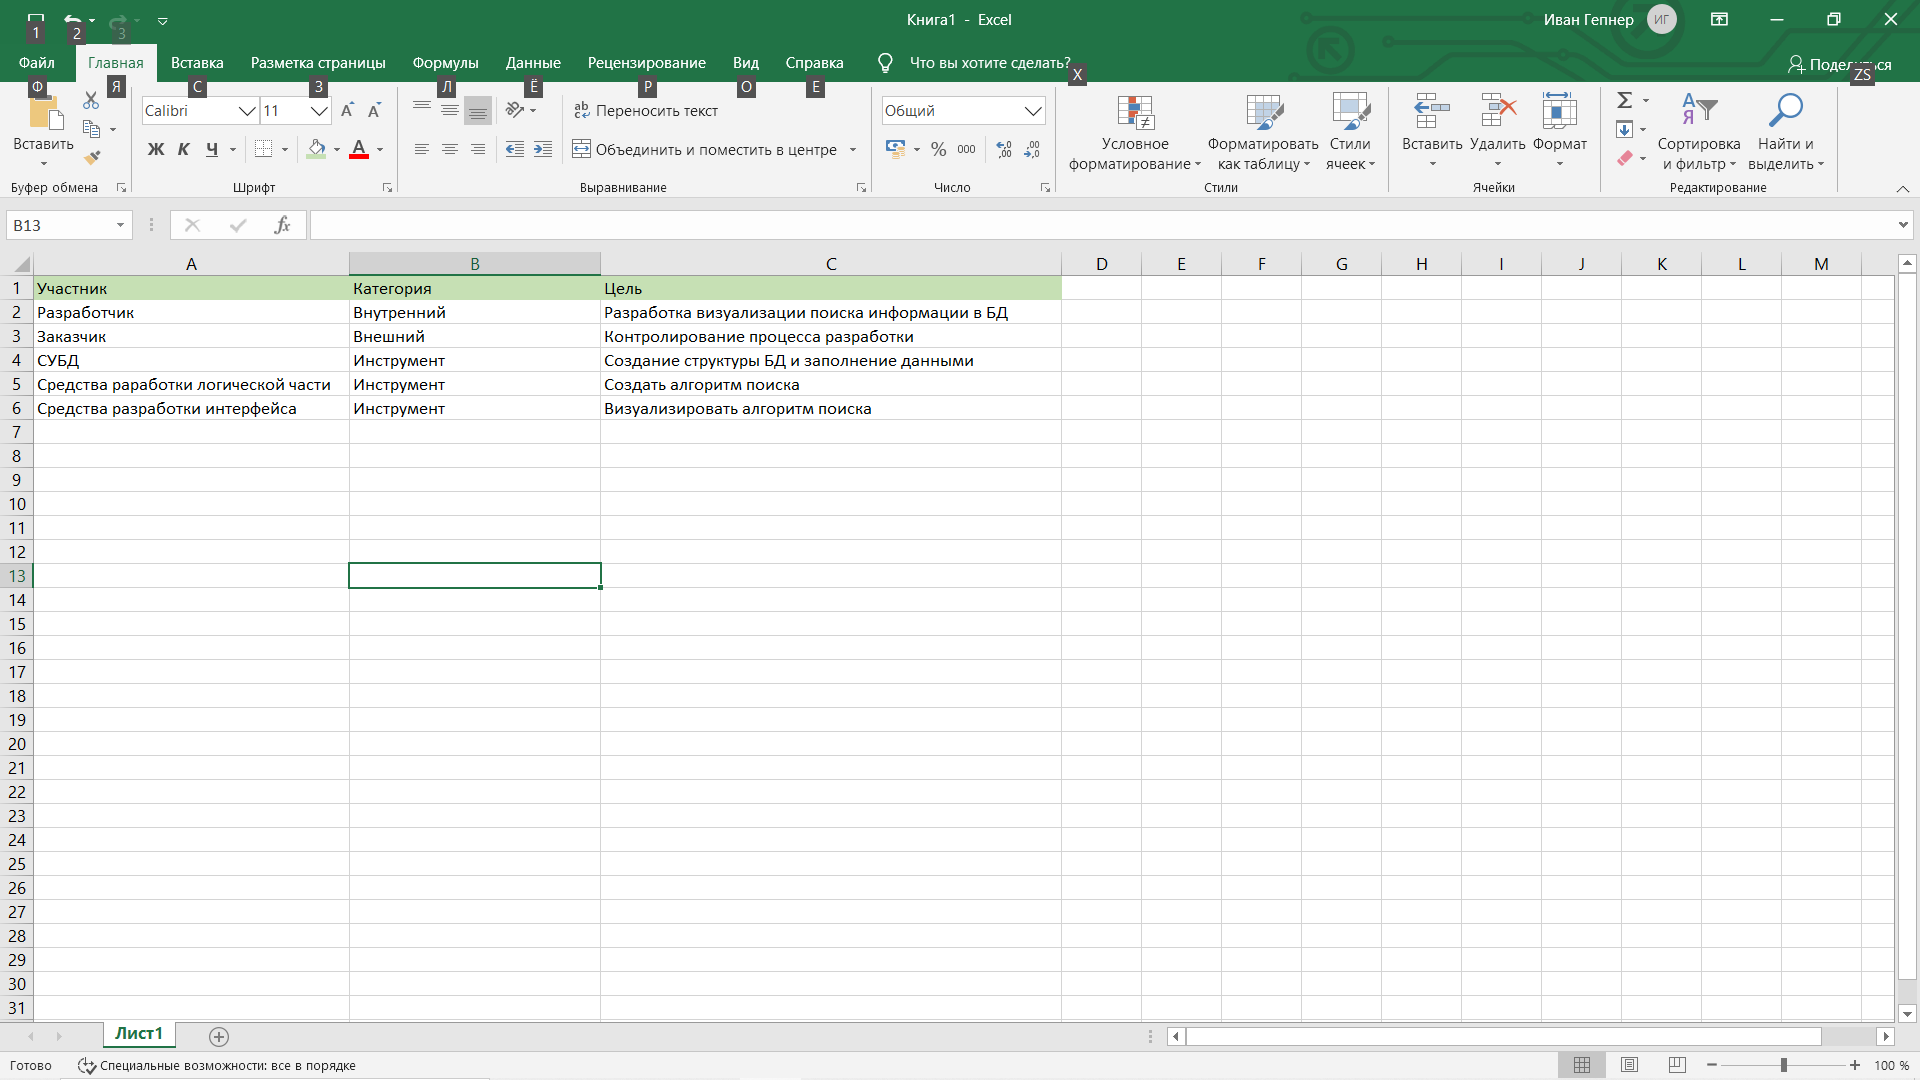 Книга1 - Excel
Иван Гепнер
ИГ
1
2
3
Файл
Главная
Вставка
Разметка страницы
Формулы
Данные
Рецензирование
Вид
Справка
Что вы хотите сделать?
Поделиться
Ф
Я
С
З
Л
Ё
Р
О
Е
Х
ZS
Вставить
Буфер обмена
Calibri
11
Ж К Ч
Шрифт
Переносить текст
Объединить и поместить в центре
Выравнивание
Общий
% 000
Число
Условное
форматирование
Форматировать
как таблицу
Стили
ячеек
Стили
Вставить
Удалить
Формат
Ячейки
Сортировка
и фильтр
Найти и
выделить
Редактирование
B13
fx
A B C D E F G H I J K L M
1 Участник Категория Цель
2 Разработчик Внутренний Разработка визуализации поиска информации в БД
3 Заказчик Внешний Контролирование процесса разработки
4 СУБД Инструмент Создание структуры БД и заполнение данными
5 Средства раработки логической части Инструмент Создать алгоритм поиска
6 Средства разработки интерфейса Инструмент Визуализировать алгоритм поиска
7
8
9
10
11
12
13
14
15
16
17
18
19
20
21
22
23
24
25
26
27
28
29
30
31
Лист1
Готово
Специальные возможности: все в порядке
100 %